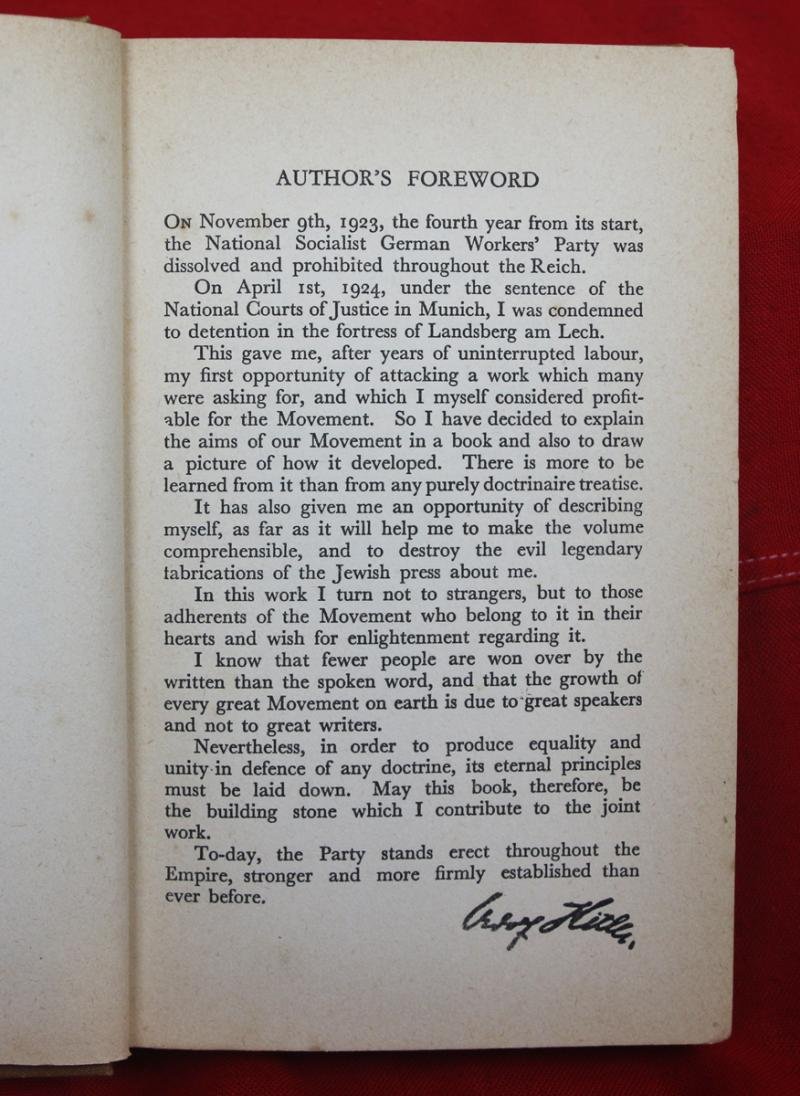 AUTHOR'S FOREWORD
ON November 9th, 1923, the fourth year from its start,
the National Socialist German Workers' Party was
dissolved and prohibited throughout the Reich.
On April 1st, 1924, under the sentence of the
National Courts of Justice in Munich, I was condemned
to detention in the fortress of Landsberg am Lech.
This gave me, after years of uninterrupted labour,
my first opportunity of attacking a work which many
were asking for, and which I myself considered profit-
able for the Movement. So I have decided to explain
the aims of our Movement in a book and also to draw
a picture of how it developed. There is more to be
learned from it than from any purely doctrinaire treatise.
It has also given me an opportunity of describing
myself, as far as it will help me to make the volume
comprehensible, and to destroy the evil legendary
fabrications of the Jewish press about me.
In this work I turn not to strangers, but to those
adherents of the Movement who belong to it in their
hearts and wish for enlightenment regarding it.
I know that fewer people are won over by the
written than the spoken word, and that the growth of
every great Movement on earth is due to great speakers
and not to great writers.
Nevertheless, in order to produce equality and
unity in defence of any doctrine, its eternal principles
must be laid down. May this book, therefore, be
the building stone which I contribute to the joint
work.
To-day, the Party stands erect throughout the
Empire, stronger and more firmly established than
ever before.
Adolf Hitler.